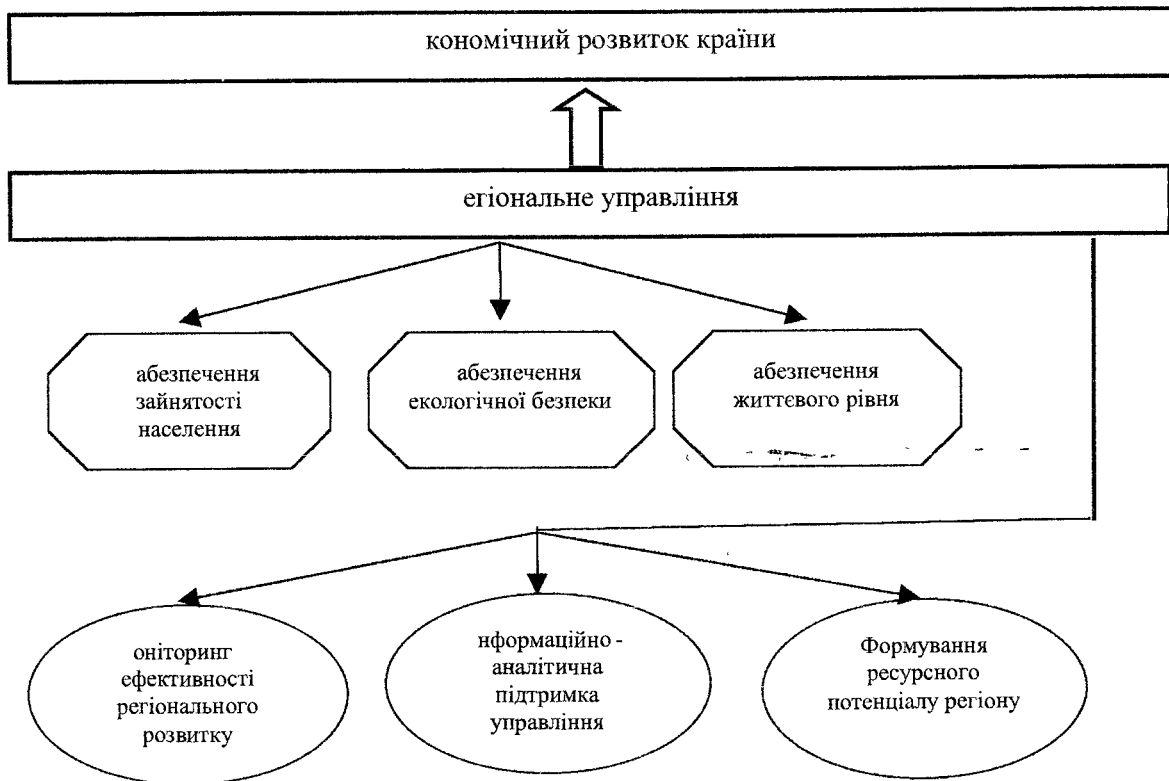 кономічний розвиток країни
егіональне управління
абезпечення
зайнятості
населення
абезпечення
екологічної безпеки
абезпечення
життєвого рівня
оніторинг
ефективності
регіонального
розвитку
нформаційно -
аналітична
підтримка
управління
Формування
ресурсного
потенціалу регіону